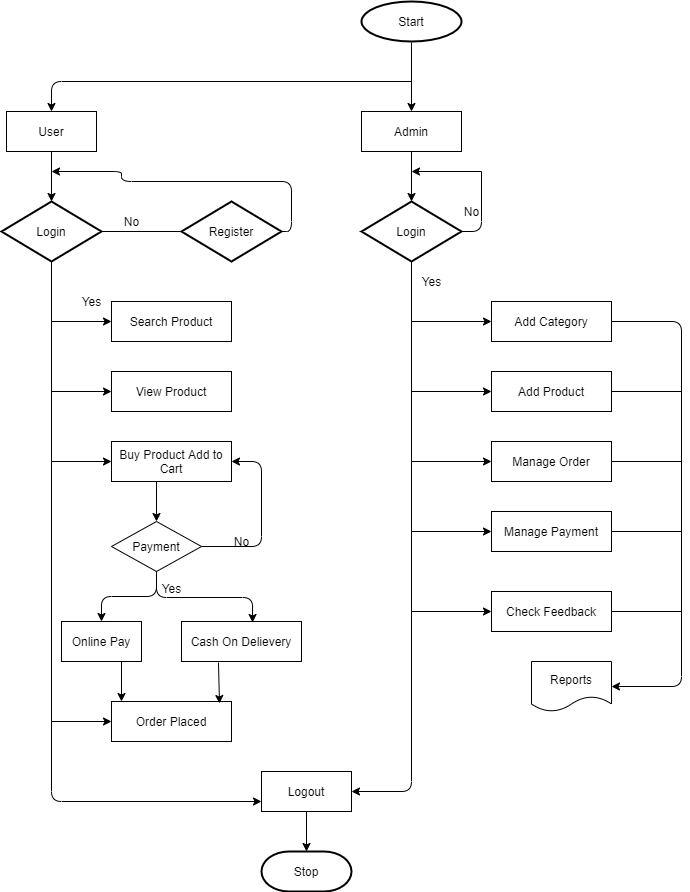 Start
User
Admin
Login
No
Register
Login
No
Yes
Yes
Search Product
Add Category
View Product
Add Product
Buy Product Add to
Cart
Manage Order
Payment
No
Manage Payment
Yes
Online Pay
Cash On Delievery
Check Feedback
Reports
Order Placed
Logout
Stop